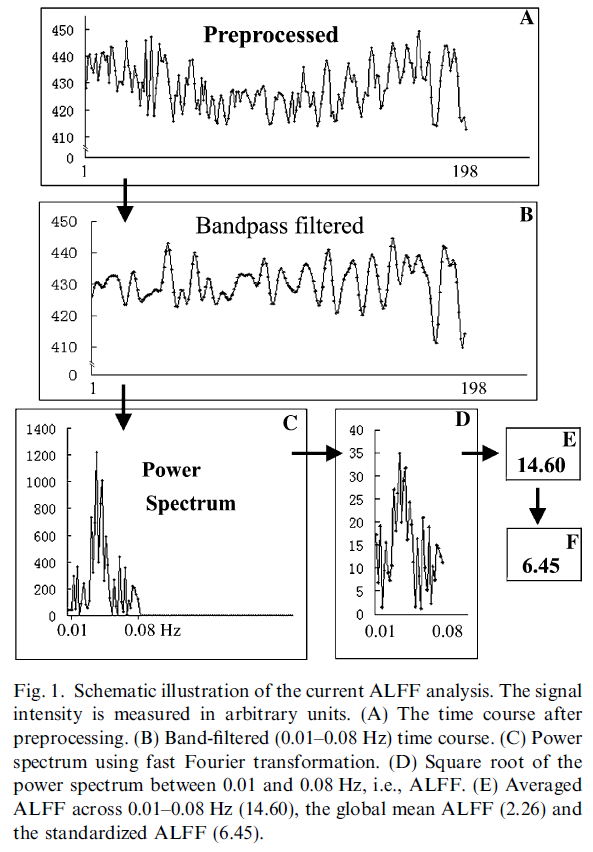 A
Preprocessed
450
440
430
420
410
0
1
198
B
Bandpass filtered
450
440
430
420
410
0
1
198
C
Power
Spectrum
1400
1200
1000
800
600
400
200
0
0.01
0.08 Hz
D
40
35
30
25
20
15
10
5
0
0.01
0.08
E
14.60
F
6.45
Fig. 1. Schematic illustration of the current ALFF analysis. The signal
intensity is measured in arbitrary units. (A) The time course after
preprocessing. (B) Band-filtered (0.01–0.08 Hz) time course. (C) Power
spectrum using fast Fourier transformation. (D) Square root of the
power spectrum between 0.01 and 0.08 Hz, i.e., ALFF. (E) Averaged
ALFF across 0.01–0.08 Hz (14.60), the global mean ALFF (2.26) and
the standardized ALFF (6.45).